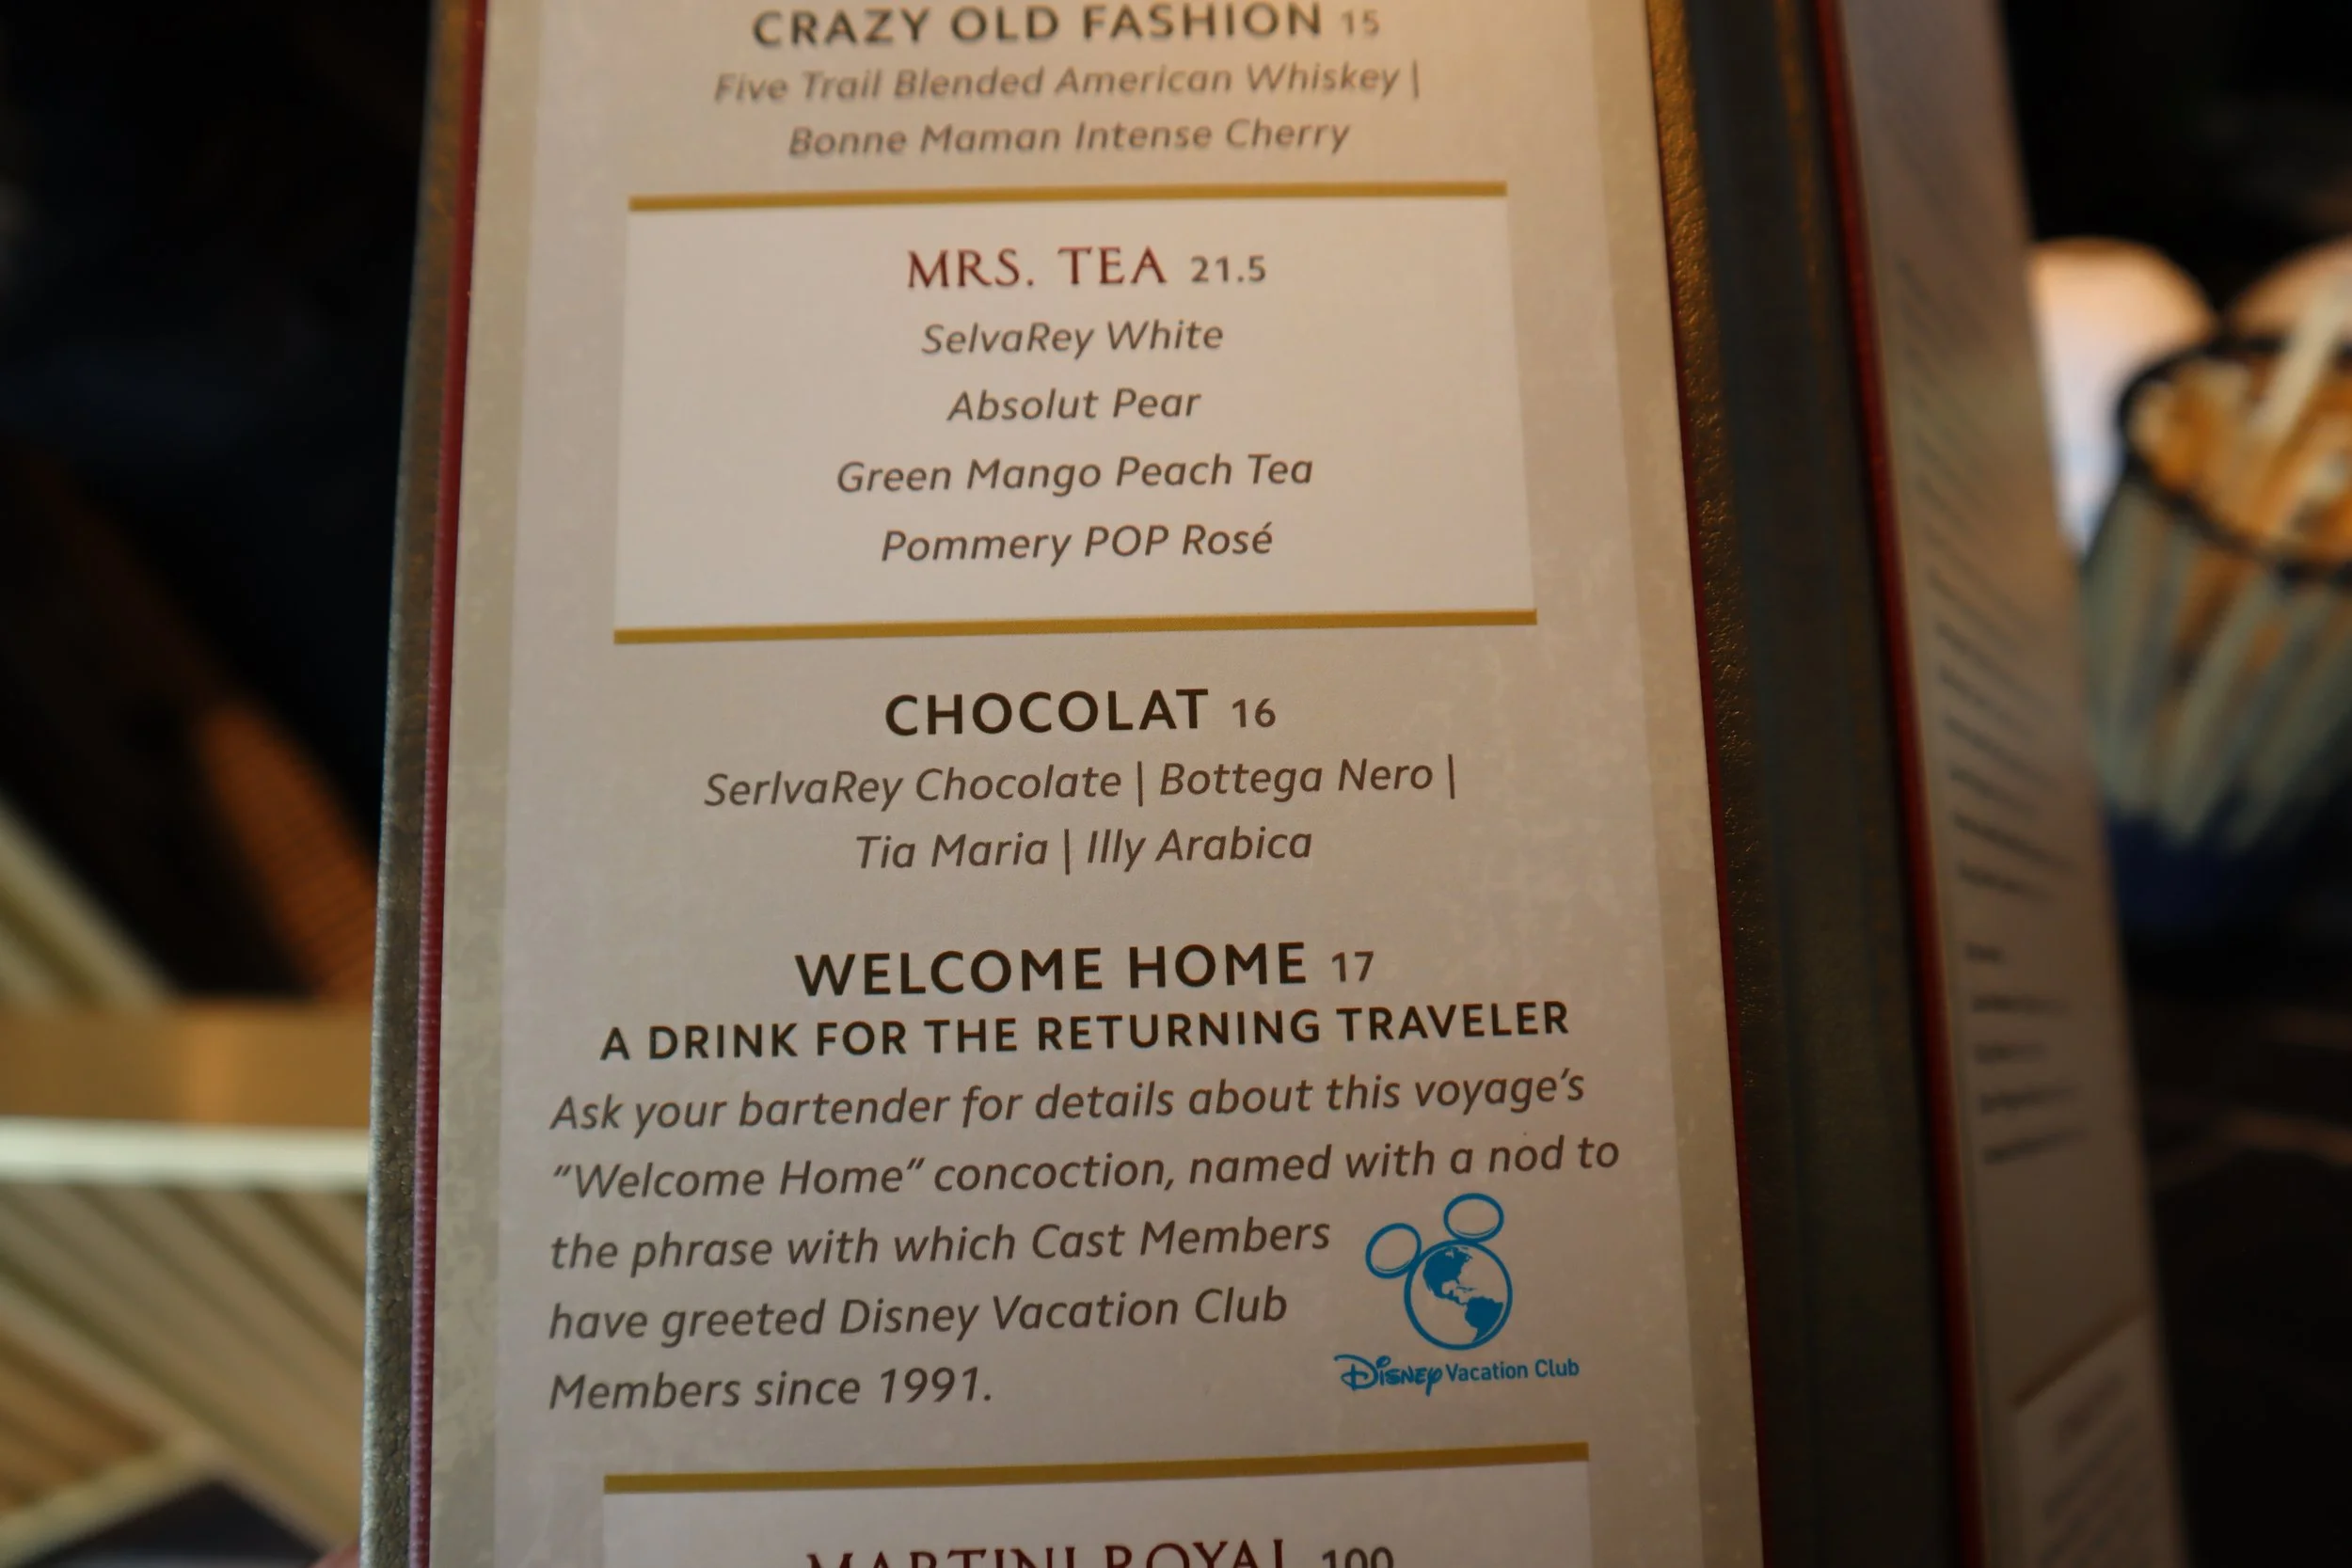 CRAZY OLD FASHION 15
Five Trail Blended American Whiskey |
Bonne Maman Intense Cherry
MRS. TEA 21.5
SelvaRey White
Absolut Pear
Green Mango Peach Tea
Pommery POP Rosé
CHOCOLAT 16
SerlvaRey Chocolate | Bottega Nero |
Tia Maria | Illy Arabica
WELCOME HOME 17
A DRINK FOR THE RETURNING TRAVELER
Ask your bartender for details about this voyage's
"Welcome Home" concoction, named with a nod to
the phrase with which Cast Members
have greeted Disney Vacation Club
Members since 1991.
Disney Vacation Club
MARTINI ROYAL 100